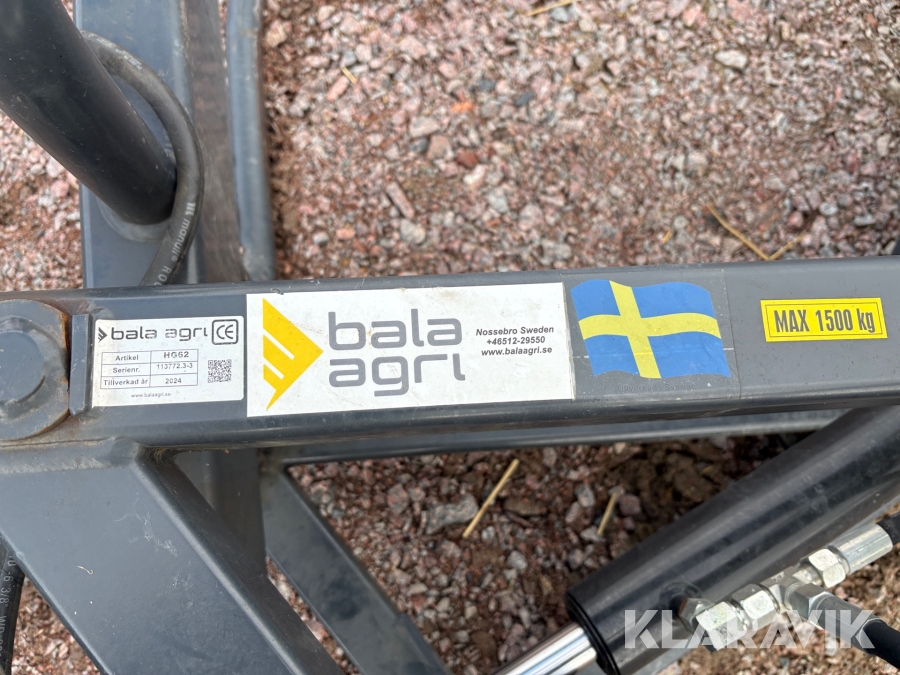 bala agri CE
Artikel HG62
Serienr. 113772.3-3
Tillverkad år 2024
www.balaagri.se
bala
agri
Nossebro Sweden
+46512-29550
www.balaagri.se
MAX 1500 kg
manuli
KLARAVIK